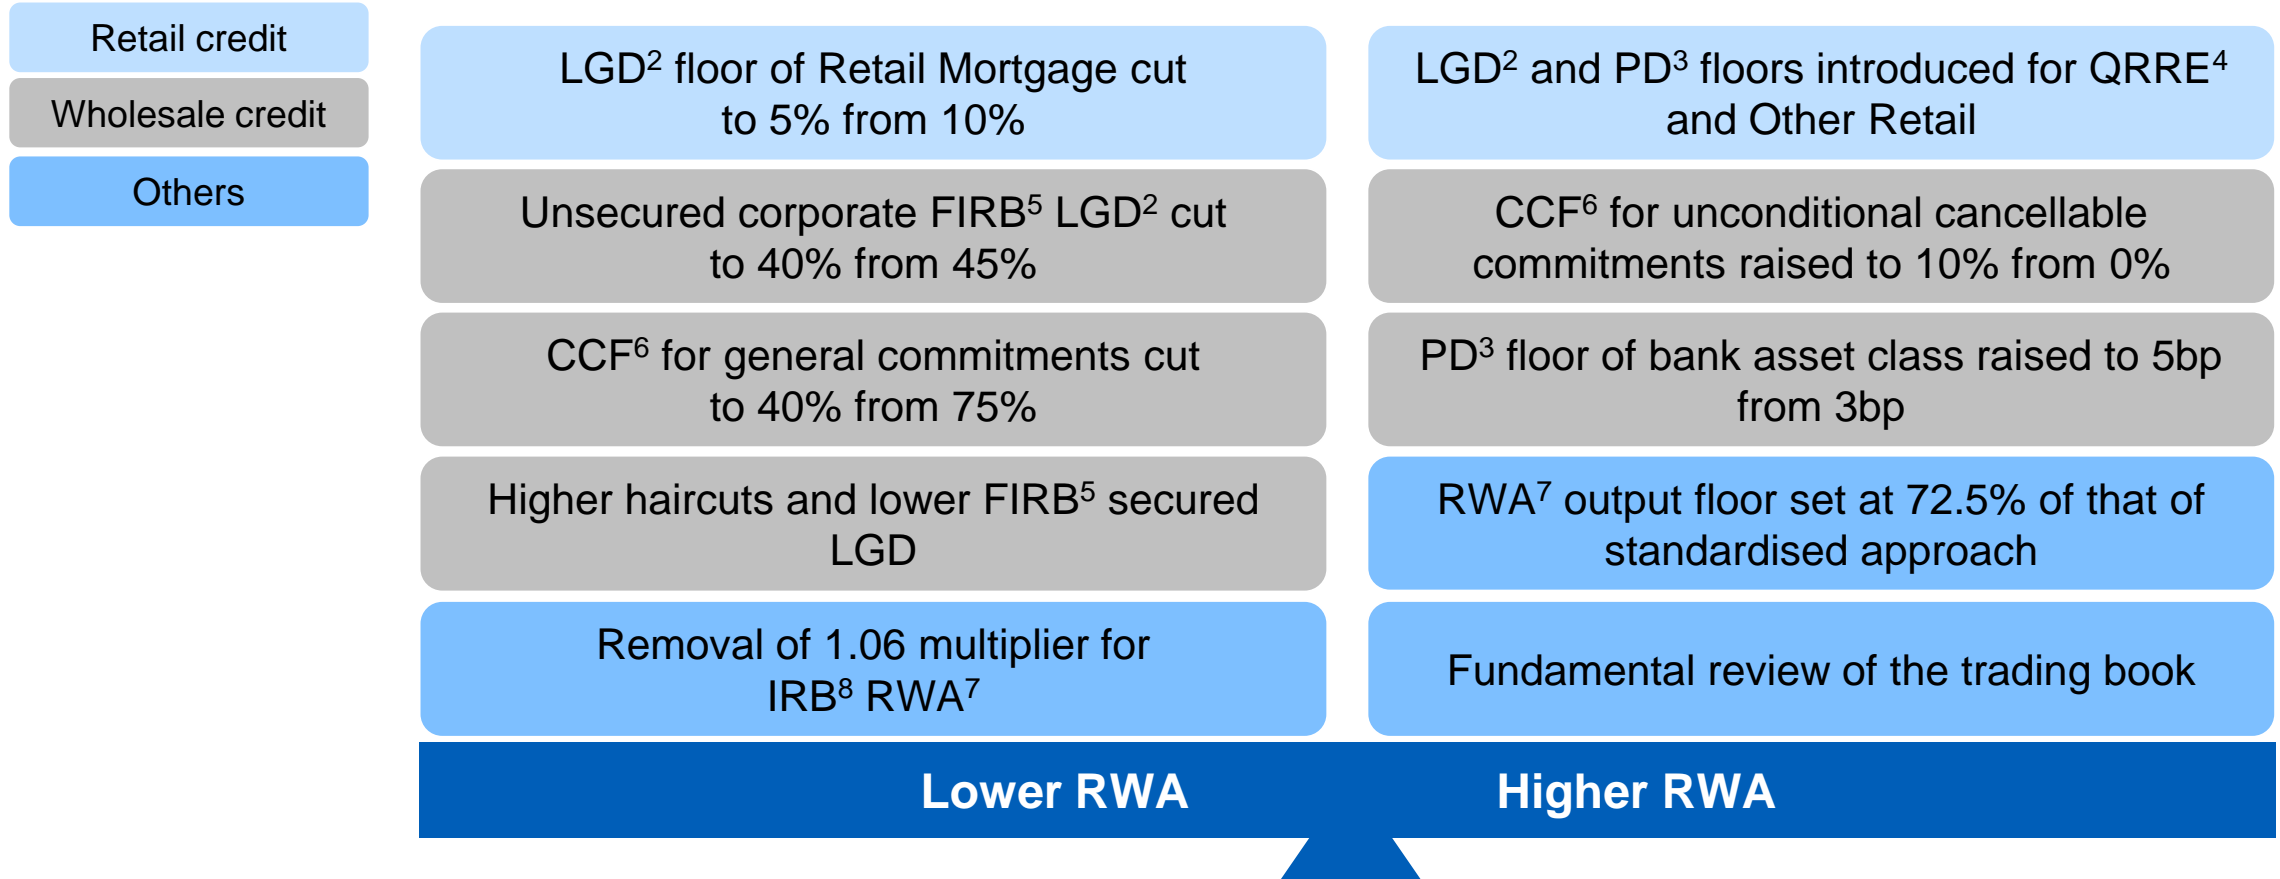 Retail credit
Wholesale credit
Others
LGD² floor of Retail Mortgage cut
to 5% from 10%
LGD² and PD³ floors introduced for QRRE⁴
and Other Retail
Unsecured corporate FIRB⁵ LGD² cut
to 40% from 45%
CCF⁶ for unconditional cancellable
commitments raised to 10% from 0%
CCF⁶ for general commitments cut
to 40% from 75%
PD³ floor of bank asset class raised to 5bp
from 3bp
Higher haircuts and lower FIRB⁵ secured
LGD
RWA⁷ output floor set at 72.5% of that of
standardised approach
Removal of 1.06 multiplier for
IRB⁸ RWA⁷
Fundamental review of the trading book
Lower RWA
Higher RWA